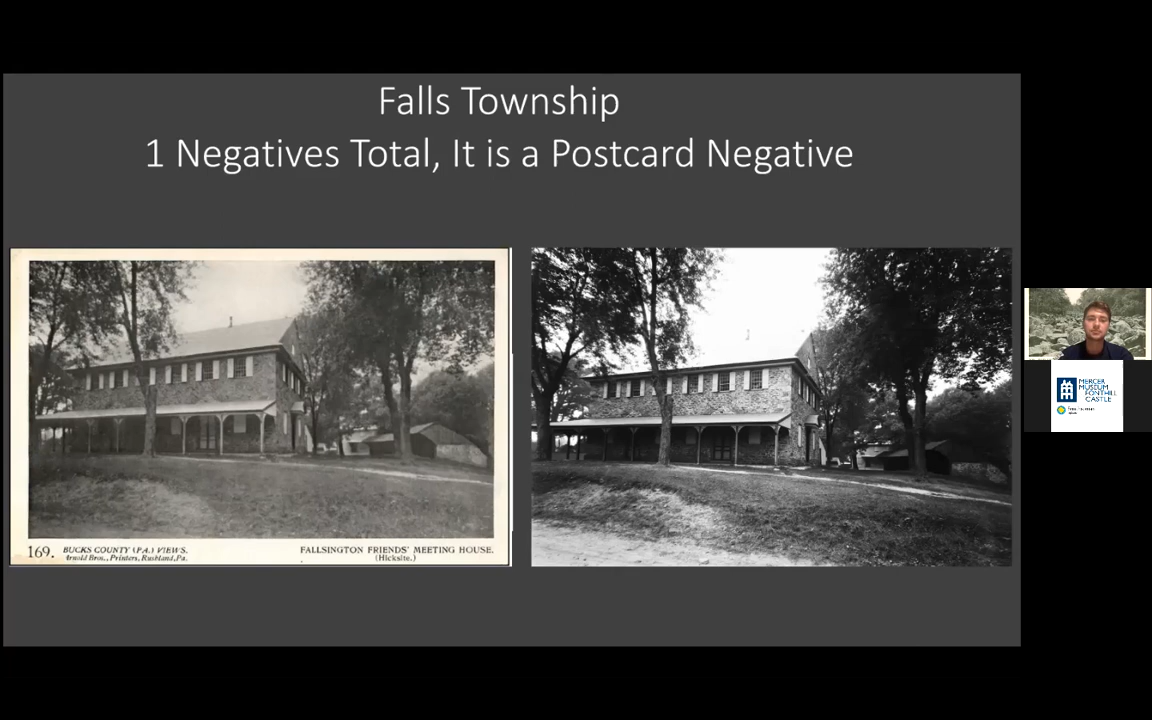 Falls Township
1 Negatives Total, It is a Postcard Negative
169.
BUCKS COUNTY (PA.) VIEWS.
Arnold Bros., Printers, Rushland, Pa.
FALLSINGTON FRIENDS' MEETING HOUSE.
(Hicksite.)
MERCER
MUSEUM
FONTHILL
CASTLE